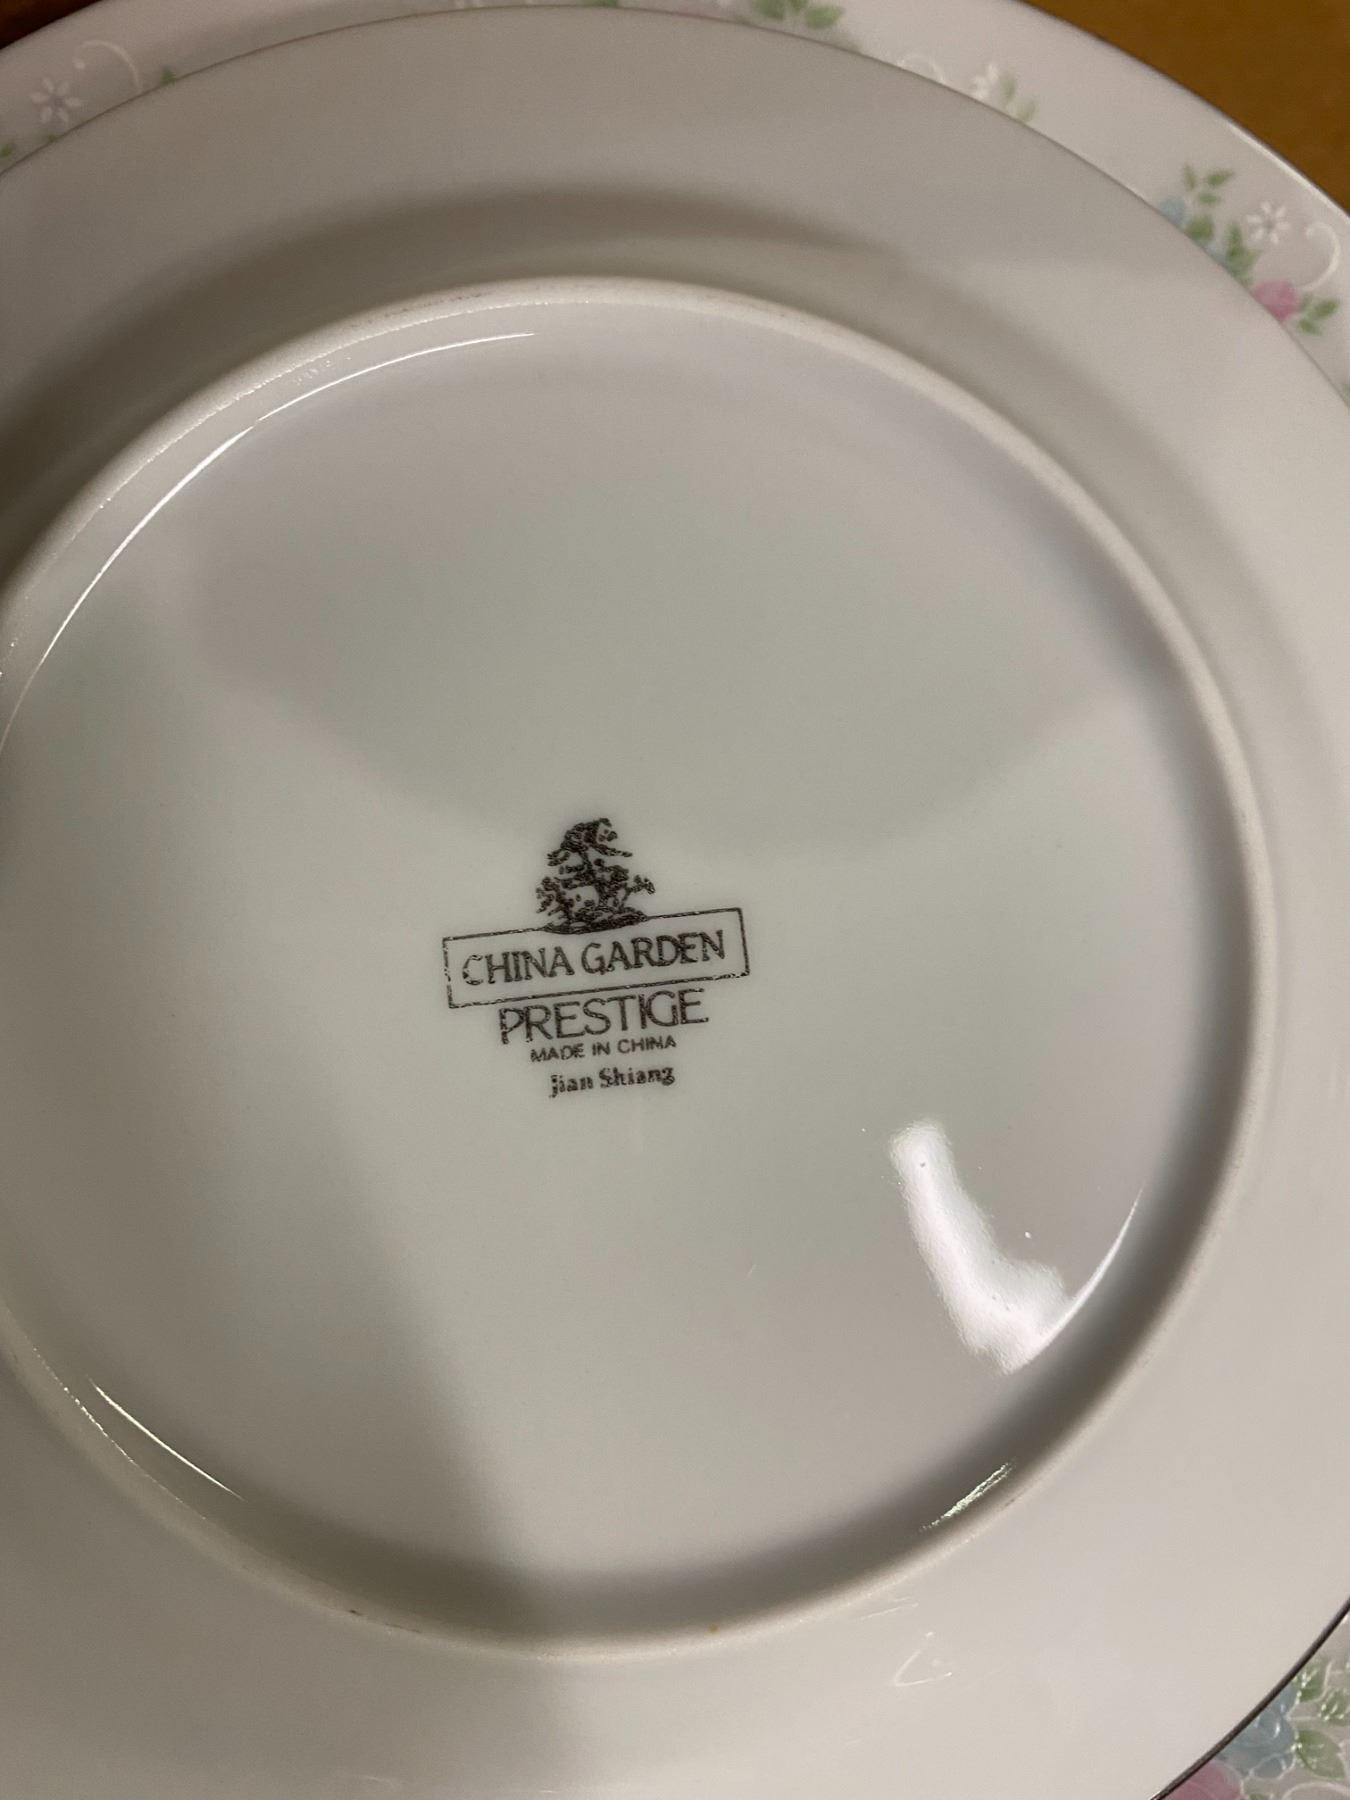 CHINA GARDEN
PRESTIGE
MADE IN CHINA
Jian Shiang